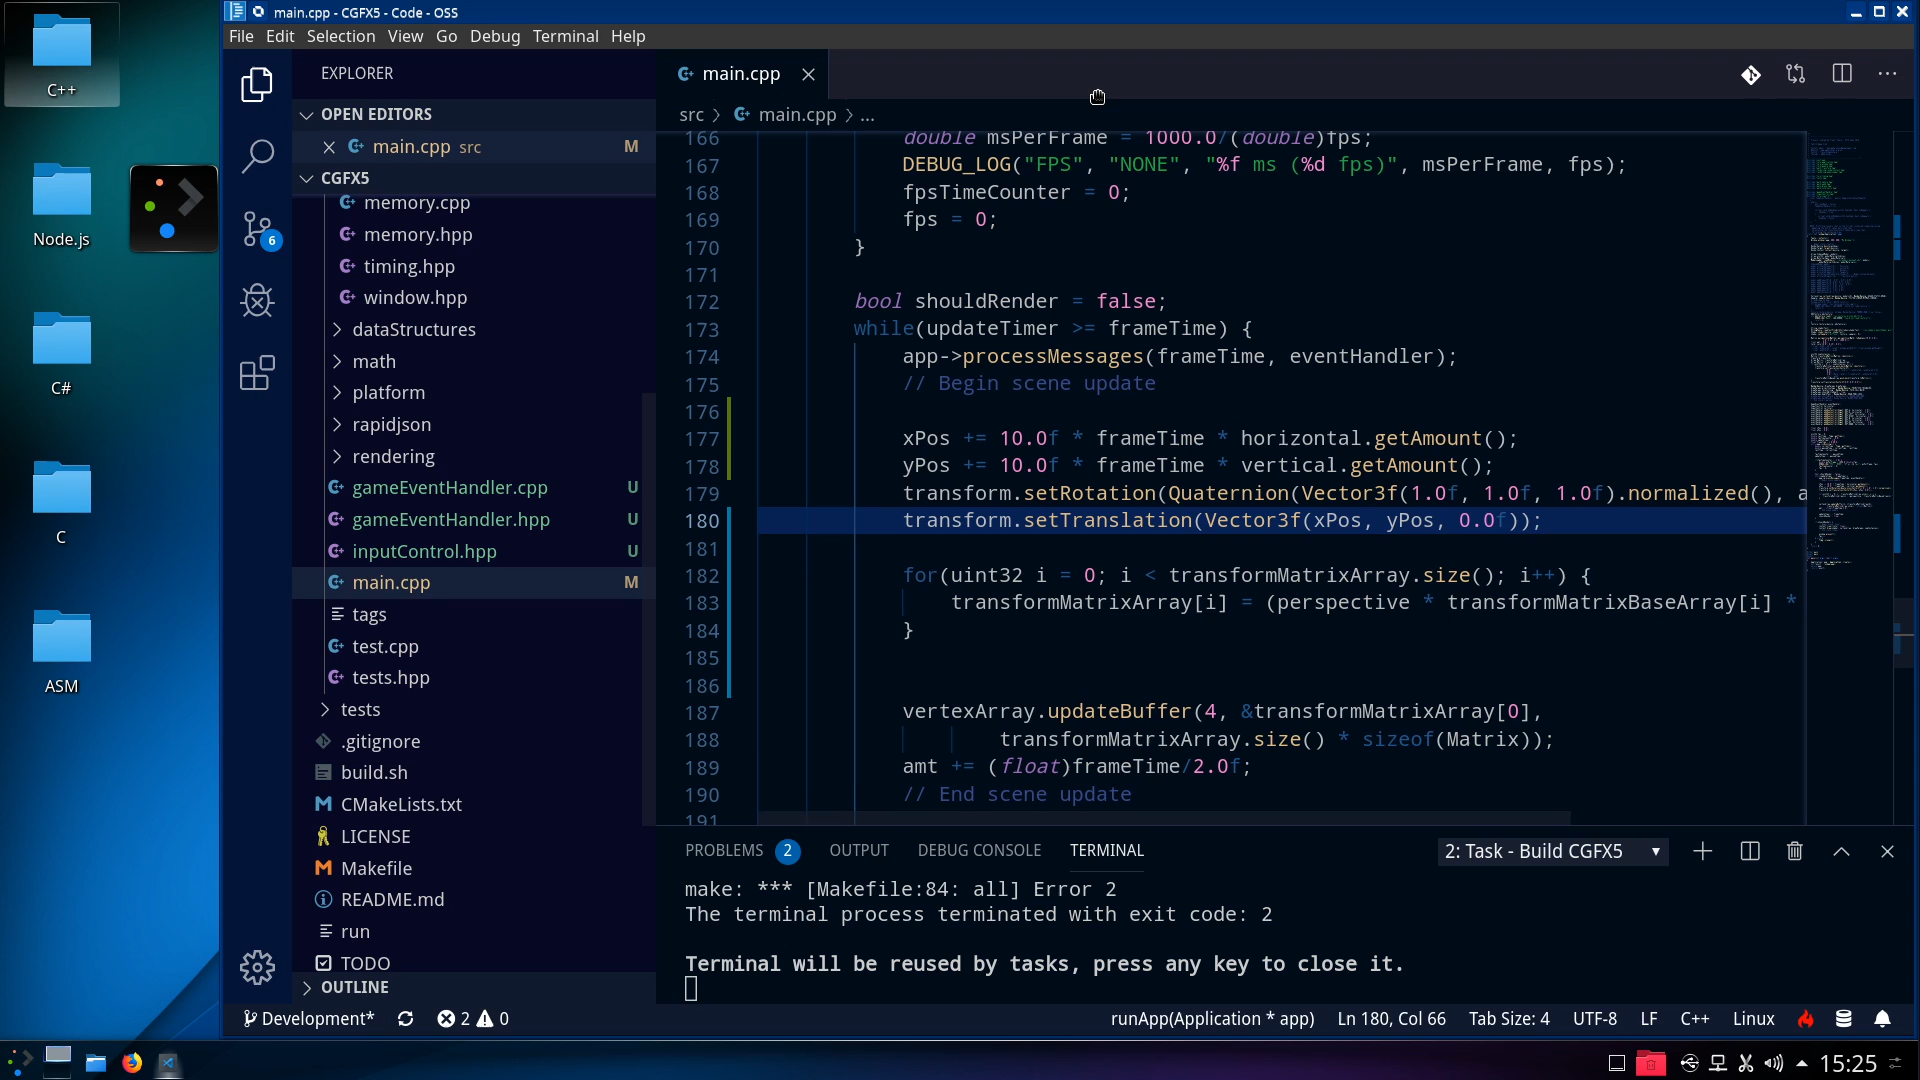 main.cpp - CGFX5 - Code - OSS
File Edit Selection View Go Debug Terminal Help
C++
Node.js
C#
C
ASM
EXPLORER
OPEN EDITORS
main.cpp src M
CGFX5
memory.cpp
memory.hpp
timing.hpp
window.hpp
dataStructures
math
platform
rapidjson
rendering
gameEventHandler.cpp U
gameEventHandler.hpp U
inputControl.hpp U
main.cpp M
tags
test.cpp
tests.hpp
tests
.gitignore
build.sh
CMakeLists.txt
LICENSE
Makefile
README.md
run
TODO
OUTLINE
6
main.cpp
src > main.cpp > ...
166 double msPerFrame = 1000.0/(double)fps;
167 DEBUG_LOG("FPS", "NONE", "%f ms (%d fps)", msPerFrame, fps);
168 fpsTimeCounter = 0;
169 fps = 0;
170 }
171
172 bool shouldRender = false;
173 while(updateTimer >= frameTime) {
174 app->processMessages(frameTime, eventHandler);
175 // Begin scene update
176
177 xPos += 10.0f * frameTime * horizontal.getAmount();
178 yPos += 10.0f * frameTime * vertical.getAmount();
179 transform.setRotation(Quaternion(Vector3f(1.0f, 1.0f, 1.0f).normalized(), a
180 transform.setTranslation(Vector3f(xPos, yPos, 0.0f));
181
182 for(uint32 i = 0; i < transformMatrixArray.size(); i++) {
183 transformMatrixArray[i] = (perspective * transformMatrixBaseArray[i] *
184 }
185
186
187 vertexArray.updateBuffer(4, &transformMatrixArray[0],
188 transformMatrixArray.size() * sizeof(Matrix));
189 amt += (float)frameTime/2.0f;
190 // End scene update
191
PROBLEMS 2 OUTPUT DEBUG CONSOLE TERMINAL 2: Task - Build CGFX5
make: *** [Makefile:84: all] Error 2
The terminal process terminated with exit code: 2
Terminal will be reused by tasks, press any key to close it.
Development* 2 0 runApp(Application * app) Ln 180, Col 66 Tab Size: 4 UTF-8 LF C++ Linux
15:25